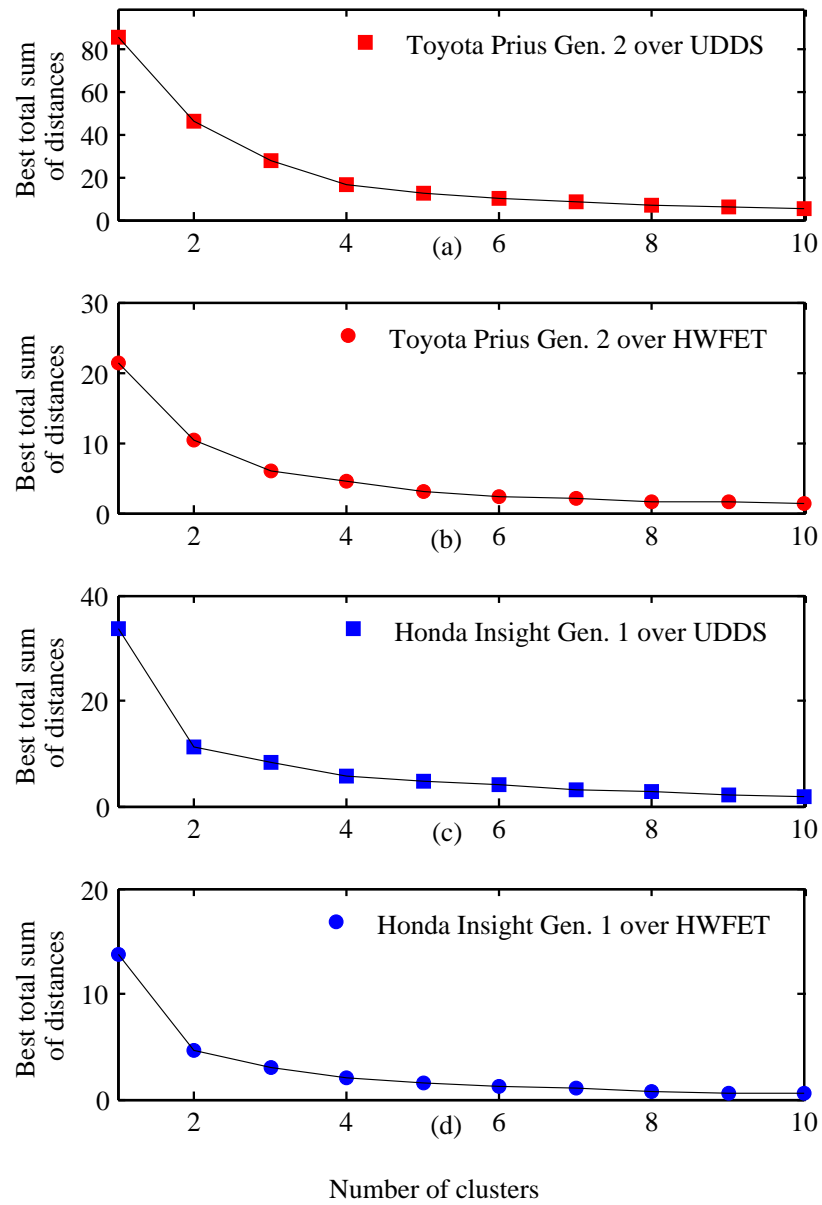 Best total sum
of distances
80
60
40
20
0
Toyota Prius Gen. 2 over UDDS
2 4 6 8 10
(a)
Best total sum
of distances
30
20
10
0
Toyota Prius Gen. 2 over HWFET
2 4 6 8 10
(b)
Best total sum
of distances
40
20
0
Honda Insight Gen. 1 over UDDS
2 4 6 8 10
(c)
Best total sum
of distances
20
10
0
Honda Insight Gen. 1 over HWFET
2 4 6 8 10
(d)
Number of clusters